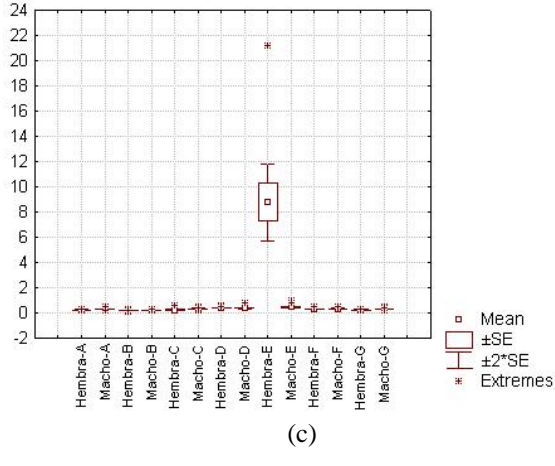 24
22
20
18
16
14
12
10
8
6
4
2
0
-2
Hembra-A
Macho-A
Hembra-B
Macho-B
Hembra-C
Macho-C
Hembra-D
Macho-D
Hembra-E
Macho-E
Hembra-F
Macho-F
Hembra-G
Macho-G
Mean
±SE
±2*SE
Extremes
(c)